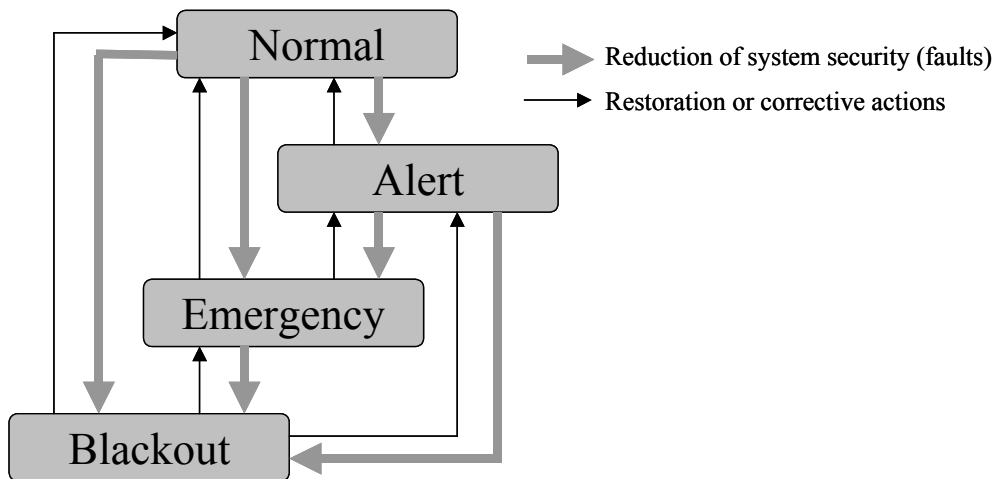 Normal
Reduction of system security (faults)
Restoration or corrective actions
Alert
Emergency
Blackout